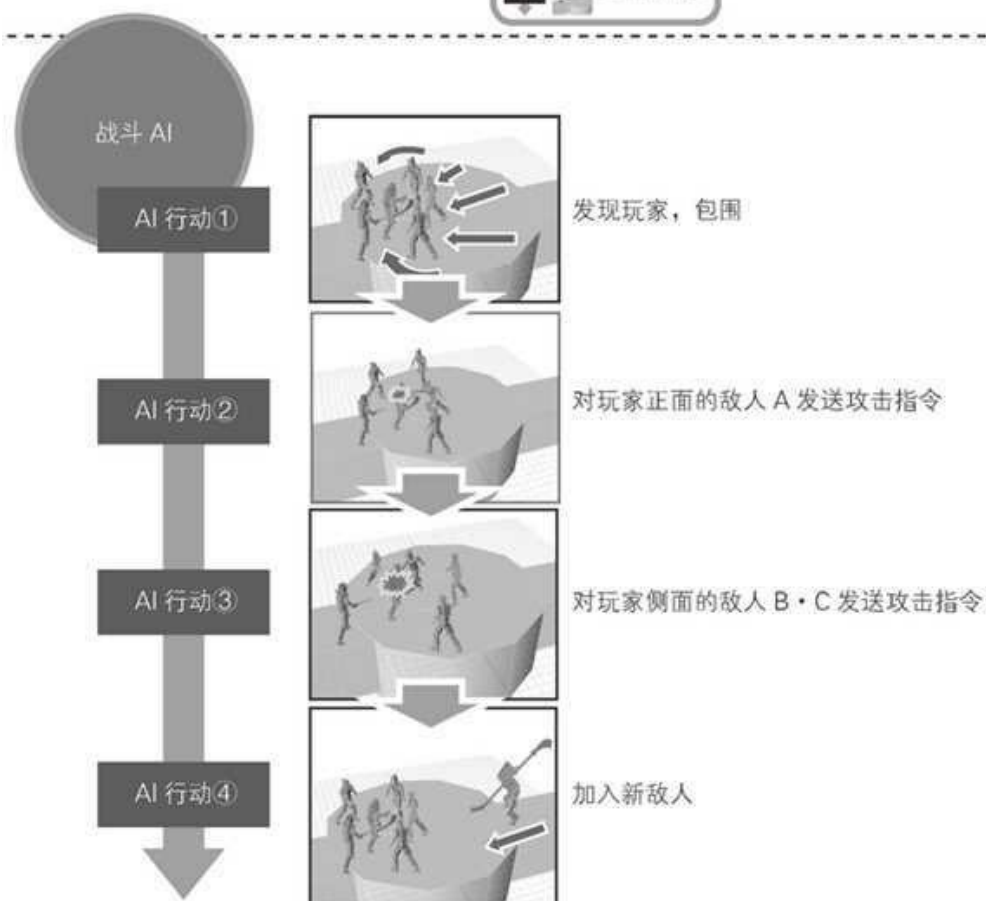 战斗 AI
AI 行动①
发现玩家，包围
AI 行动②
对玩家正面的敌人 A 发送攻击指令
AI 行动③
对玩家侧面的敌人 B・C 发送攻击指令
AI 行动④
加入新敌人